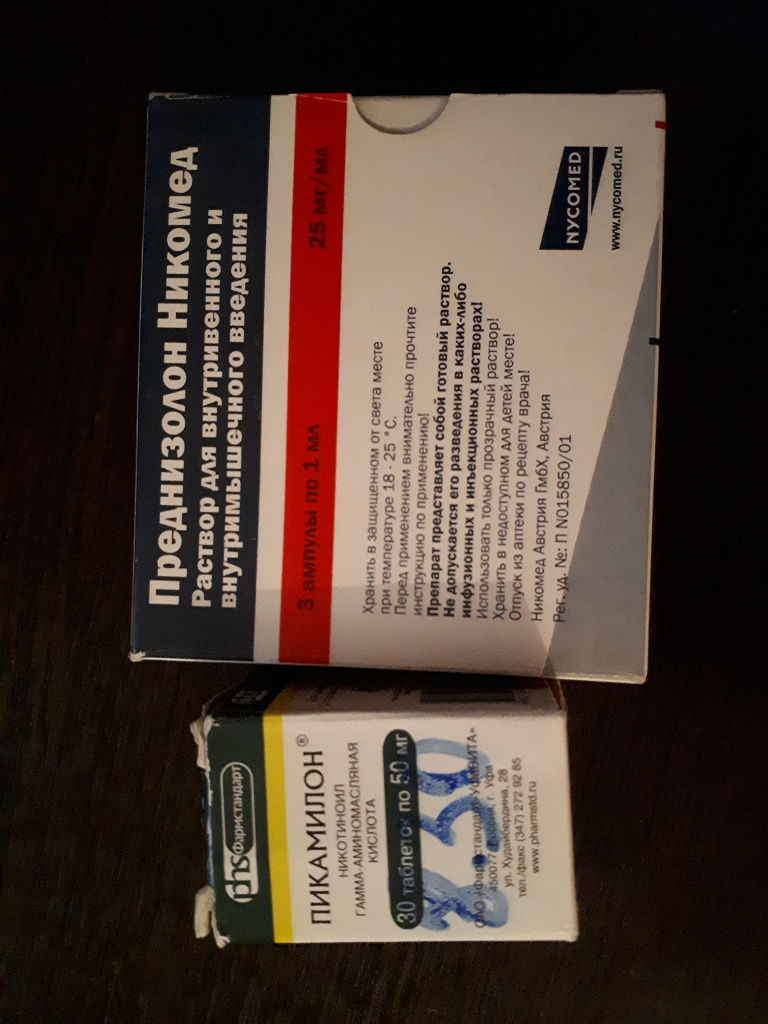 Преднизолон Никомед
Раствор для внутривенного и
внутримышечного введения
3 ампулы по 1 мл
25 мг/мл
Хранить в защищенном от света месте
при температуре 18 - 25 °С.
Перед применением внимательно прочтите
инструкцию по применению!
Препарат представляет собой готовый раствор.
Не допускается его разведения в каких-либо
инфузионных и инъекционных растворах!
Использовать только прозрачный раствор!
Хранить в недоступном для детей месте!
Отпуск из аптеки по рецепту врача!
Никомед Австрия ГмбХ, Австрия
Рег. уд. №: П N015850/01
NYCOMED
www.nycomed.ru
phs Фармстандарт
ПИКАМИЛОН®
НИКОТИНОИЛ
ГАММА-АМИНОМАСЛЯНАЯ
КИСЛОТА
30 таблеток по 50 мг
ОАО «Фармстандарт-УфаВИТА»
450077, Россия, г. Уфа
ул. Худайбердина, 28
тел./факс (347) 272 92 85
www.pharmstd.ru